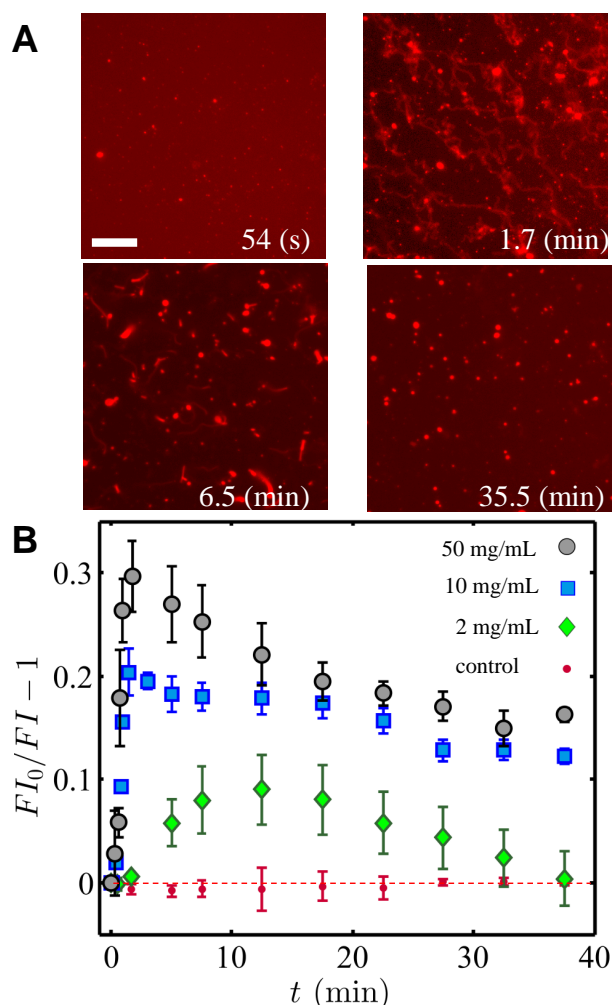 A
54 (s)
1.7 (min)
6.5 (min)
35.5 (min)
B
50 mg/mL
10 mg/mL
2 mg/mL
control
0.3
0.2
0.1
0
FI₀/FI − 1
0
10
20
30
40
t (min)